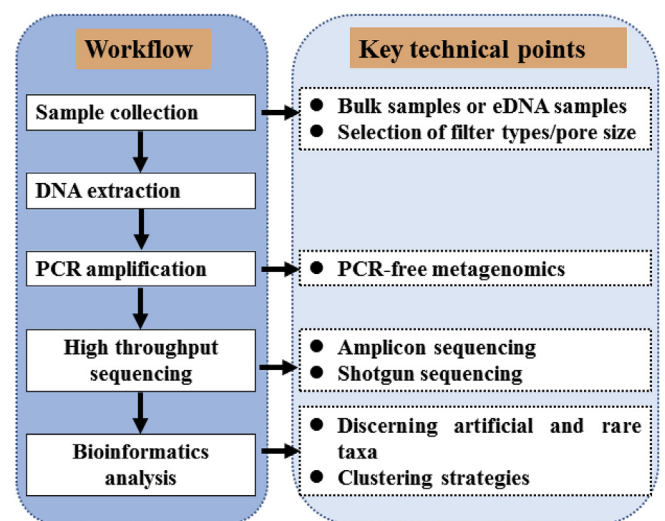 Workflow
Key technical points
Sample collection
● Bulk samples or eDNA samples
● Selection of filter types/pore size
DNA extraction
PCR amplification
● PCR-free metagenomics
High throughput
sequencing
● Amplicon sequencing
● Shotgun sequencing
Bioinformatics
analysis
● Discerning artificial and rare
taxa
● Clustering strategies